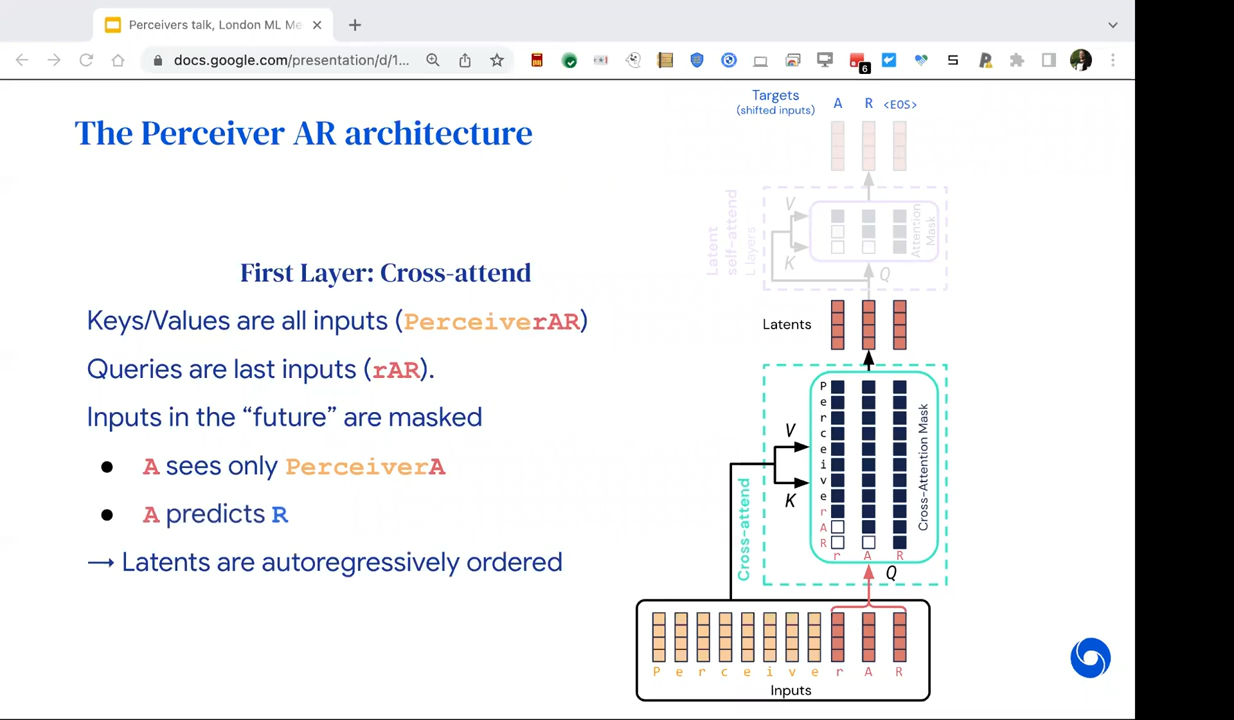 Perceivers talk, London ML Me
docs.google.com/presentation/d/1...
6
The Perceiver AR architecture
First Layer: Cross-attend
Keys/Values are all inputs (PerceiverAR)
Queries are last inputs (rAR).
Inputs in the “future” are masked
● A sees only PerceiverA
● A predicts R
→ Latents are autoregressively ordered
Targets
(shifted inputs)
A R <EOS>
Latent
self-attend
L layers
V
K
Q
Attention
Mask
Latents
Cross-attend
V
K
P
e
r
c
e
i
v
e
r
A
R
r A R
Cross-Attention Mask
Q
P e r c e i v e r A R
Inputs